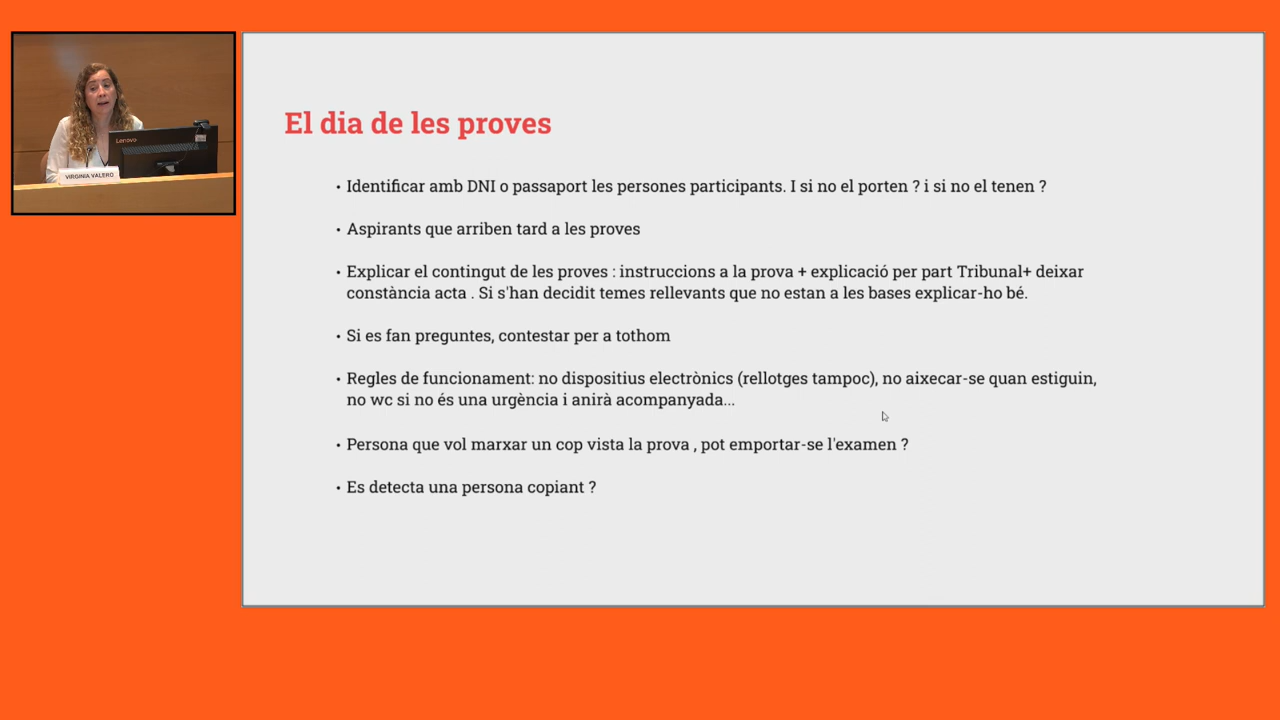 Lenovo
VIRGINIA VALERO
El dia de les proves
• Identificar amb DNI o passaport les persones participants. I si no el porten ? i si no el tenen ?
• Aspirants que arriben tard a les proves
• Explicar el contingut de les proves : instruccions a la prova + explicació per part Tribunal+ deixar
constància acta . Si s'han decidit temes rellevants que no estan a les bases explicar-ho bé.
• Si es fan preguntes, contestar per a tothom
• Regles de funcionament: no dispositius electrònics (rellotges tampoc), no aixecar-se quan estiguin,
no wc si no és una urgència i anirà acompanyada...
• Persona que vol marxar un cop vista la prova , pot emportar-se l'examen ?
• Es detecta una persona copiant ?